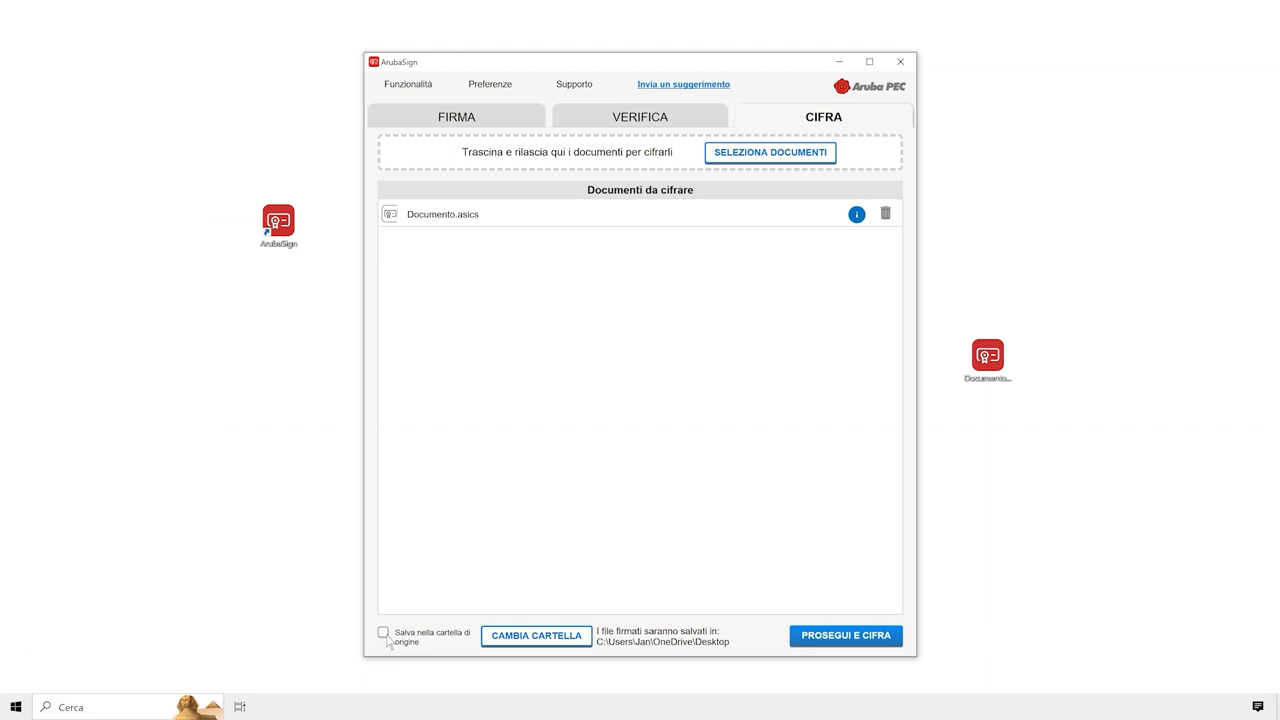 ArubaSign
Funzionalità Preferenze Supporto Invia un suggerimento Aruba PEC
FIRMA VERIFICA CIFRA
Trascina e rilascia qui i documenti per cifrarli SELEZIONA DOCUMENTI
Documenti da cifrare
Documento.asics
ArubaSign
Documento...
Salva nella cartella di
origine
CAMBIA CARTELLA
I file firmati saranno salvati in:
C:\Users\Jan\OneDrive\Desktop
PROSEGUI E CIFRA
Cerca